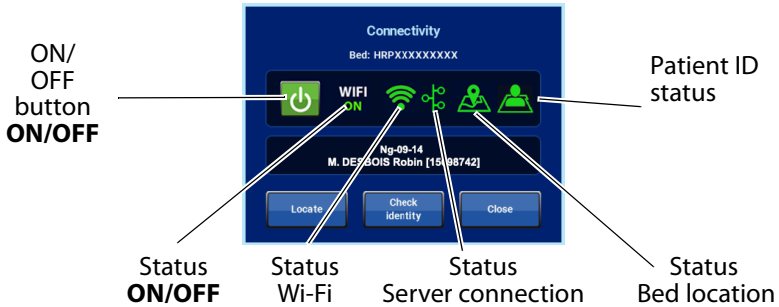 Connectivity
Bed: HRPXXXXXXXXX
ON/
OFF
button
ON/OFF
WIFI
ON
Patient ID
status
Ng-09-14
M. DESBOIS Robin [15098742]
Locate
Check
identity
Close
Status
ON/OFF
Status
Wi-Fi
Status
Server connection
Status
Bed location